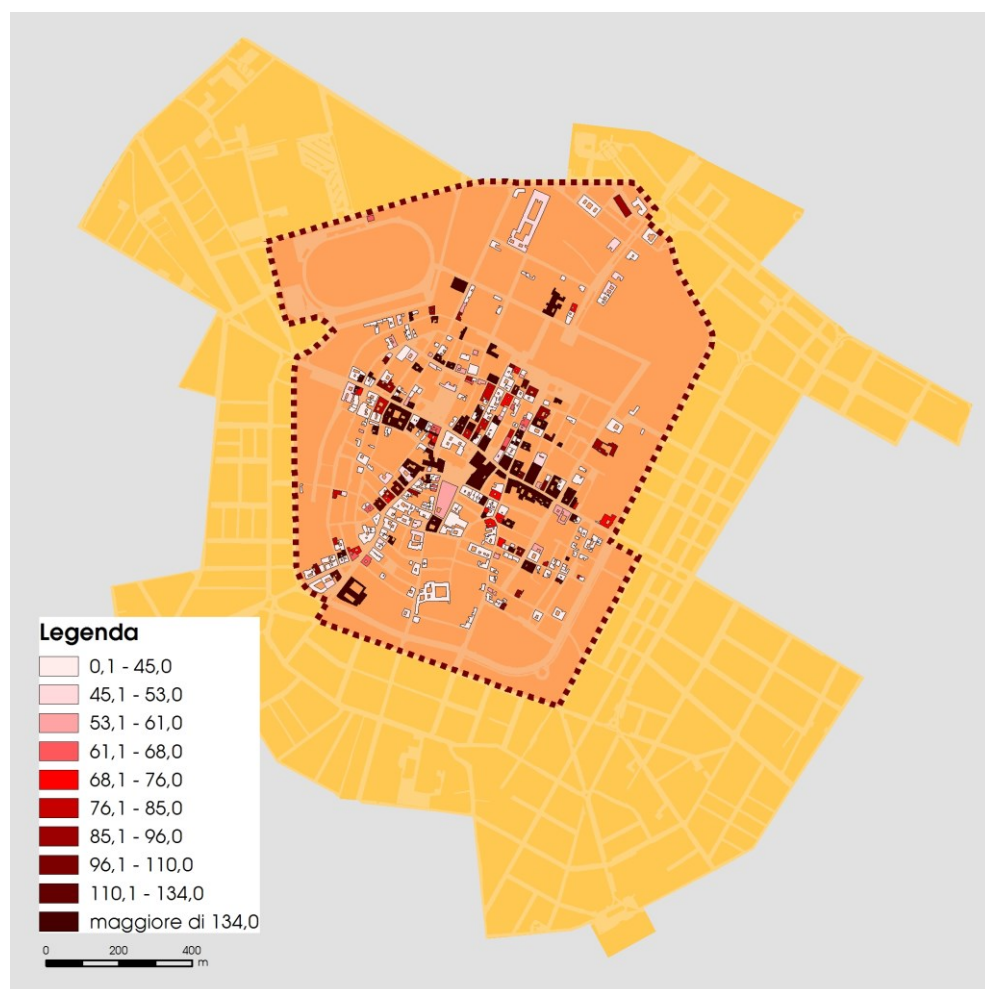 Legenda
0,1 - 45,0
45,1 - 53,0
53,1 - 61,0
61,1 - 68,0
68,1 - 76,0
76,1 - 85,0
85,1 - 96,0
96,1 - 110,0
110,1 - 134,0
maggiore di 134,0
0 200 400
m